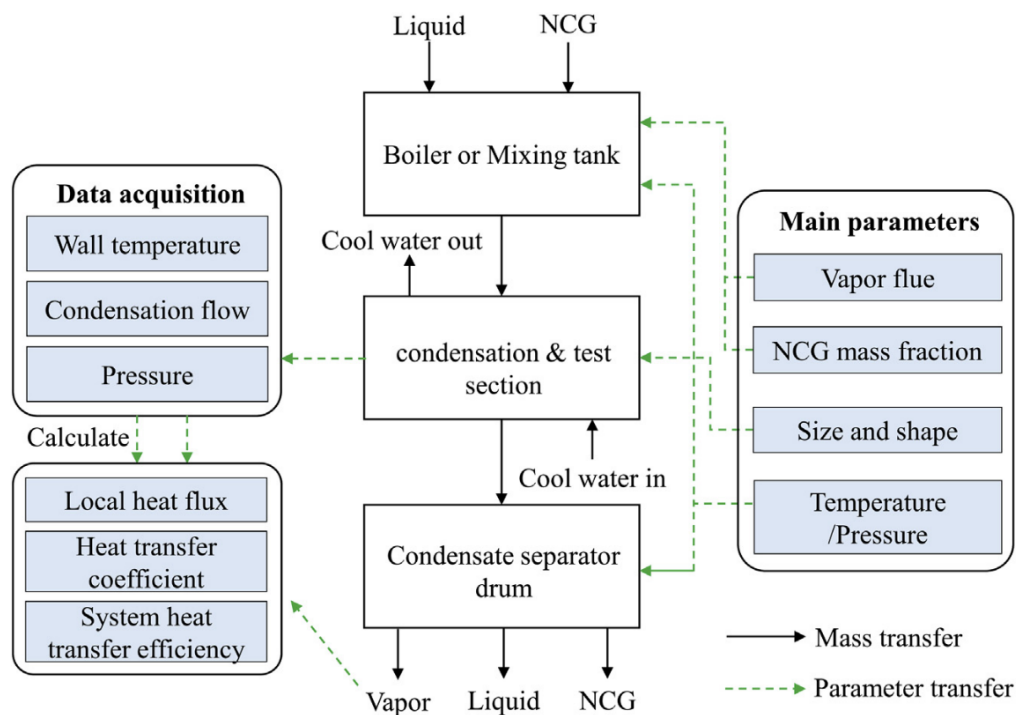 Liquid
NCG
Boiler or Mixing tank
Data acquisition
Wall temperature
Condensation flow
Pressure
Calculate
Local heat flux
Heat transfer
coefficient
System heat
transfer efficiency
Cool water out
condensation & test
section
Cool water in
Condensate separator
drum
Vapor
Liquid
NCG
Main parameters
Vapor flue
NCG mass fraction
Size and shape
Temperature
/Pressure
Mass transfer
Parameter transfer